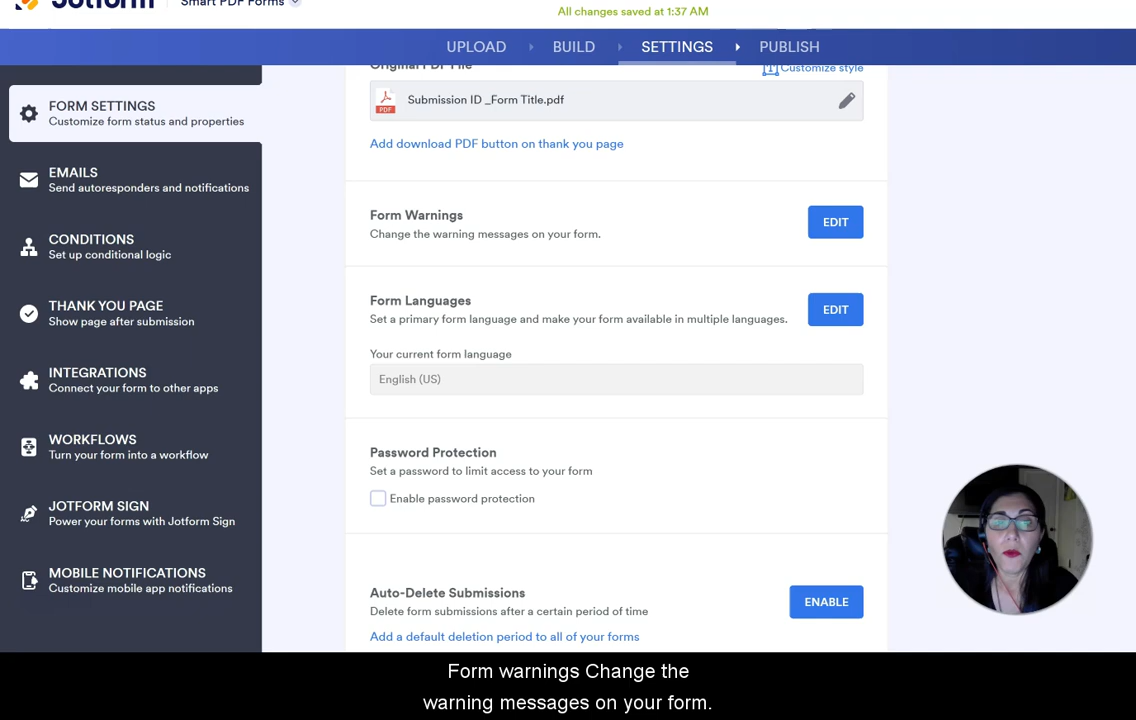 Jotform
Smart PDF Forms
All changes saved at 1:37 AM
UPLOAD
BUILD
SETTINGS
PUBLISH
FORM SETTINGS
Customize form status and properties
EMAILS
Send autoresponders and notifications
CONDITIONS
Set up conditional logic
THANK YOU PAGE
Show page after submission
INTEGRATIONS
Connect your form to other apps
WORKFLOWS
Turn your form into a workflow
JOTFORM SIGN
Power your forms with Jotform Sign
MOBILE NOTIFICATIONS
Customize mobile app notifications
Original PDF File
Customize style
PDF
Submission ID _Form Title.pdf
Add download PDF button on thank you page
Form Warnings
Change the warning messages on your form.
EDIT
Form Languages
Set a primary form language and make your form available in multiple languages.
EDIT
Your current form language
English (US)
Password Protection
Set a password to limit access to your form
Enable password protection
Auto-Delete Submissions
Delete form submissions after a certain period of time
ENABLE
Add a default deletion period to all of your forms
Form warnings Change the
warning messages on your form.